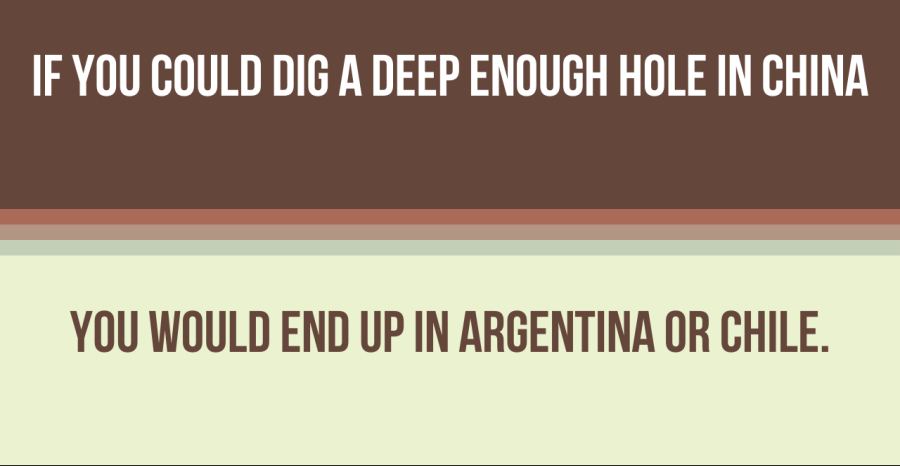 IF YOU COULD DIG A DEEP ENOUGH HOLE IN CHINA
YOU WOULD END UP IN ARGENTINA OR CHILE.